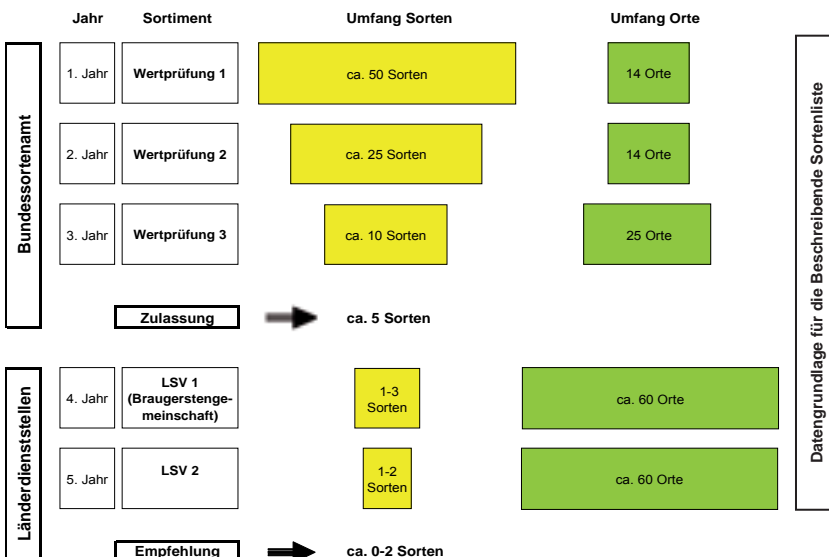 Jahr Sortiment Umfang Sorten Umfang Orte
Bundessortenamt
1. Jahr Wertprüfung 1 ca. 50 Sorten 14 Orte
2. Jahr Wertprüfung 2 ca. 25 Sorten 14 Orte
3. Jahr Wertprüfung 3 ca. 10 Sorten 25 Orte
Zulassung ca. 5 Sorten
Länderdienststellen
4. Jahr
LSV 1
(Braugerstenge-
meinschaft)
1-3
Sorten
ca. 60 Orte
5. Jahr
LSV 2
1-2
Sorten
ca. 60 Orte
Empfehlung ca. 0-2 Sorten
Datengrundlage für die Beschreibende Sortenliste